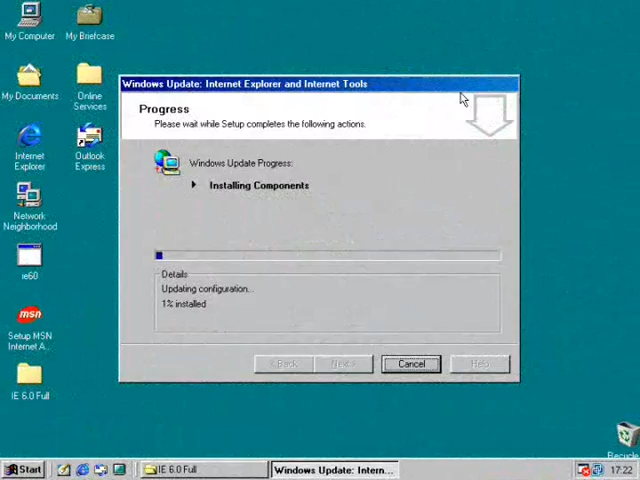 My Computer
My Briefcase
My Documents
Online
Services
Internet
Explorer
Outlook
Express
Network
Neighborhood
ie60
msn
Setup MSN
Internet A...
IE 6.0 Full
Windows Update: Internet Explorer and Internet Tools
Progress
Please wait while Setup completes the following actions.
Windows Update Progress:
Installing Components
Details
Updating configuration...
1% installed
< Back
Next >
Cancel
Help
Recycle
Start
IE 6.0 Full
Windows Update: Intern...
17:22